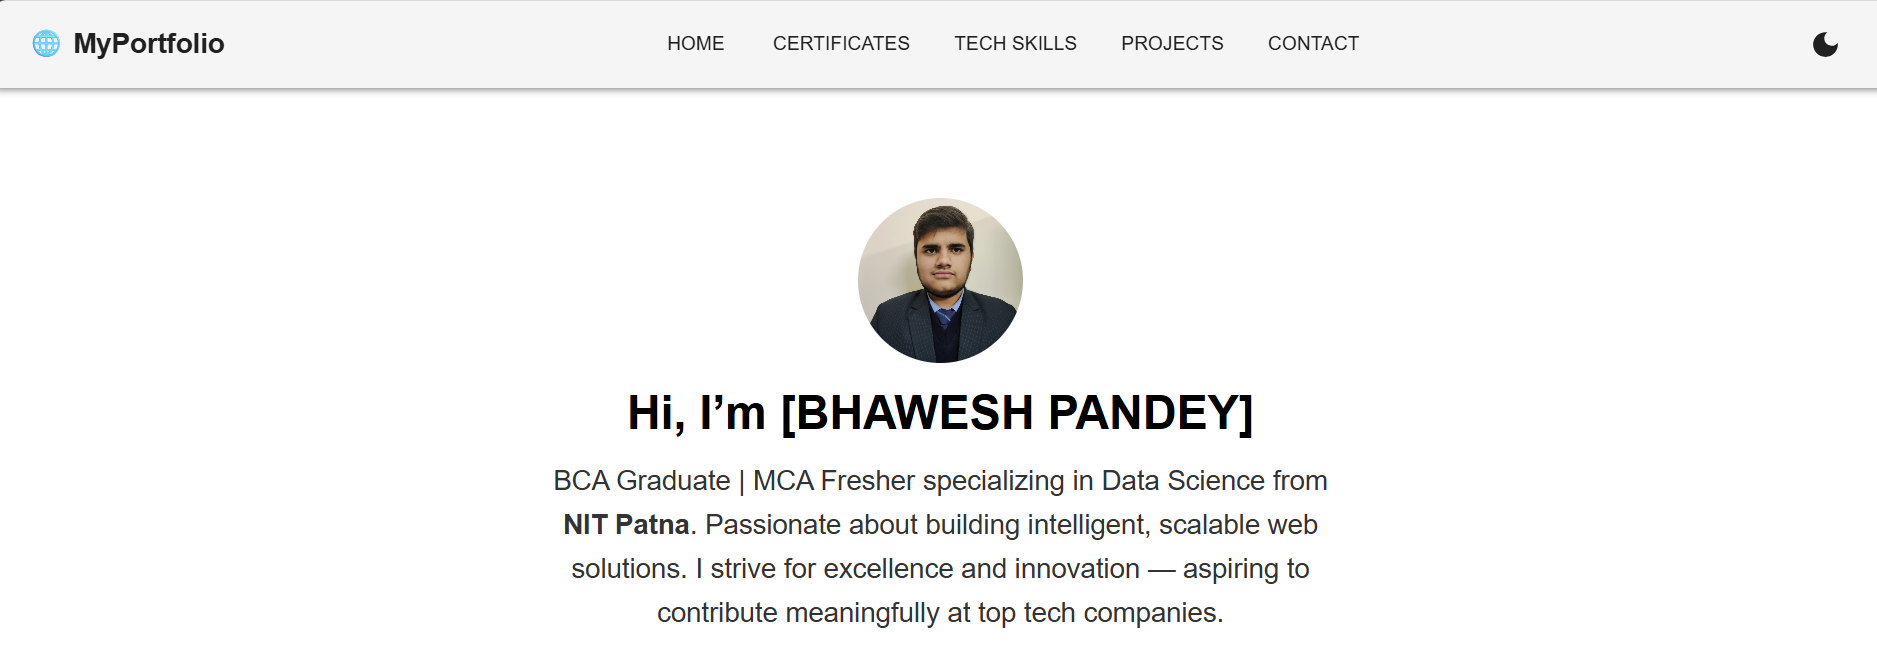 MyPortfolio
HOME CERTIFICATES TECH SKILLS PROJECTS CONTACT
Hi, I’m [BHAWESH PANDEY]
BCA Graduate | MCA Fresher specializing in Data Science from
NIT Patna. Passionate about building intelligent, scalable web
solutions. I strive for excellence and innovation — aspiring to
contribute meaningfully at top tech companies.